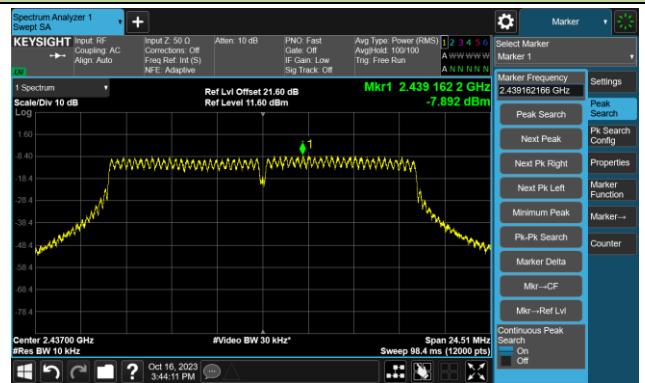 Spectrum Analyzer 1
Swept SA
Marker
KEYSIGHT
Input: RF
Coupling: AC
Align: Auto
Input Z: 50 Ω
Corrections: Off
Freq Ref: Int (S)
NFE: Adaptive
Atten: 10 dB
PNO: Fast
Gate: Off
IF Gain: Low
Sig Track: Off
Avg Type: Power (RMS)
Avg|Hold: 100/100
Trig: Free Run
1 2 3 4 5 6
A W W W W W
A N N N N N
Select Marker
Marker 1
1 Spectrum
Scale/Div 10 dB
Log
Ref Lvl Offset 21.60 dB
Ref Level 11.60 dBm
Mkr1 2.439 162 2 GHz
-7.892 dBm
1.60
-8.40
-18.4
-28.4
-38.4
-48.4
-58.4
-68.4
-78.4
1
Center 2.43700 GHz
#Res BW 10 kHz
#Video BW 30 kHz*
Span 24.51 MHz
Sweep 98.4 ms (12000 pts)
Marker Frequency
2.439162166 GHz
Peak Search
Next Peak
Next Pk Right
Next Pk Left
Minimum Peak
Pk-Pk Search
Marker Delta
Mkr→CF
Mkr→Ref Lvl
Continuous Peak
Search
On
Off
Settings
Peak
Search
Pk Search
Config
Properties
Marker
Function
Marker→
Counter
Oct 16, 2023
3:44:11 PM